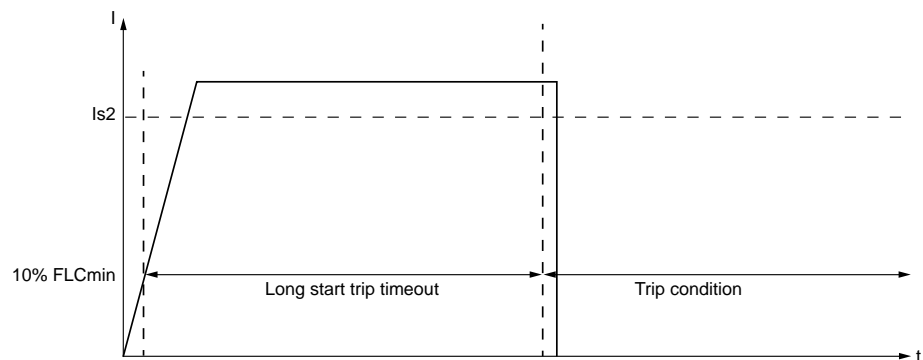 I
Is2
10% FLCmin
Long start trip timeout
Trip condition
t